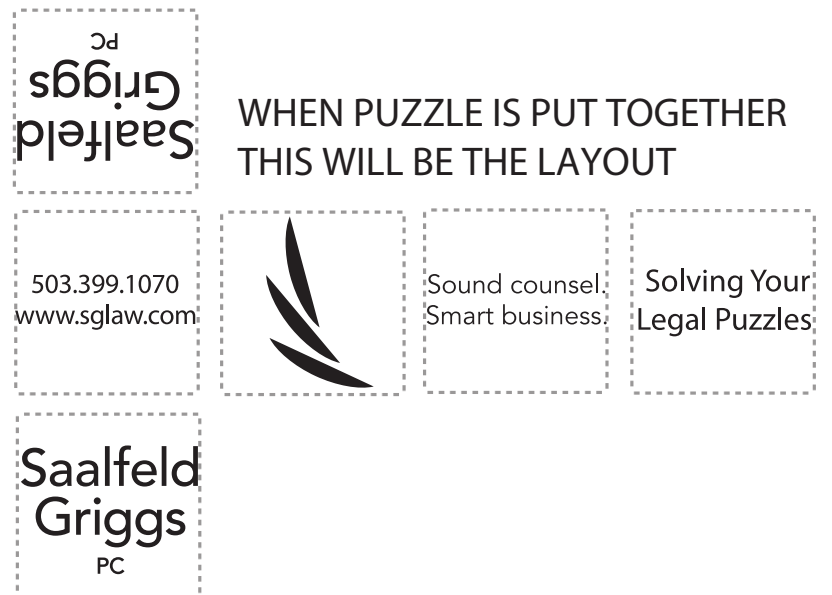 PC
Griggs
Saalfeld
WHEN PUZZLE IS PUT TOGETHER
THIS WILL BE THE LAYOUT
503.399.1070
www.sglaw.com
Sound counsel.
Smart business.
Solving Your
Legal Puzzles
Saalfeld
Griggs
PC